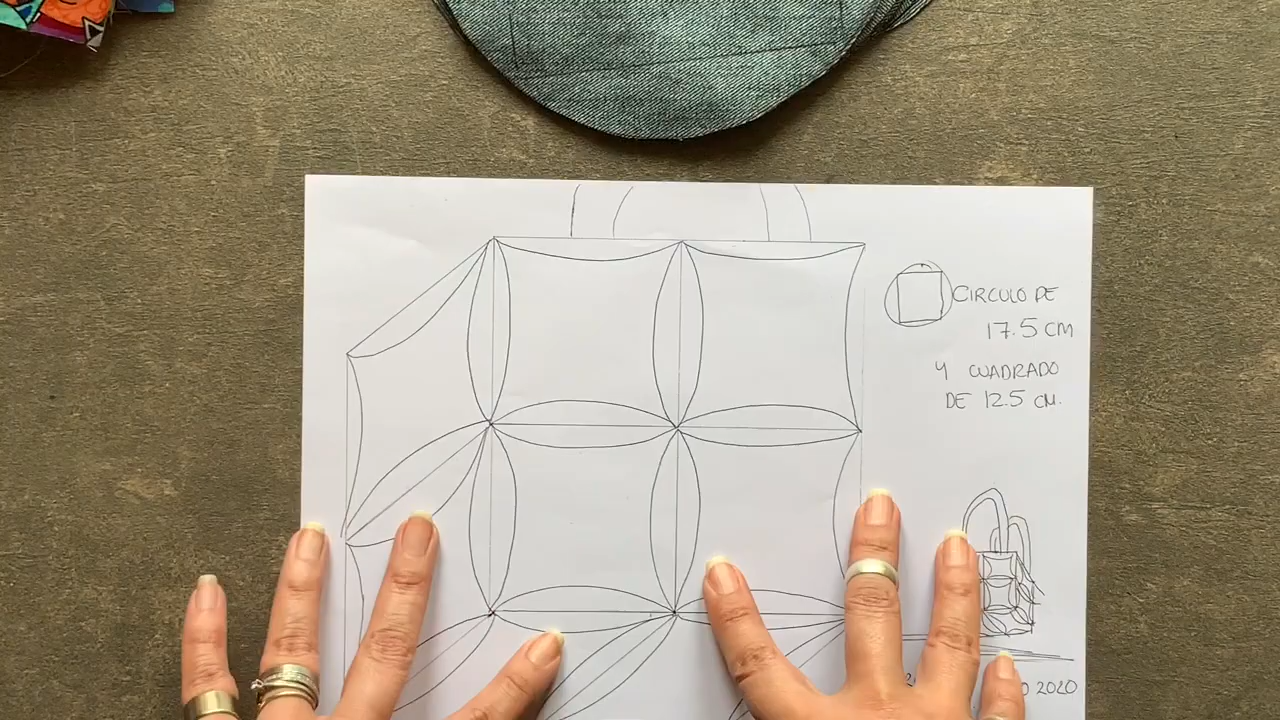 CIRCULO DE
17.5 CM
Y CUADRADO
DE 12.5 CM.
2020